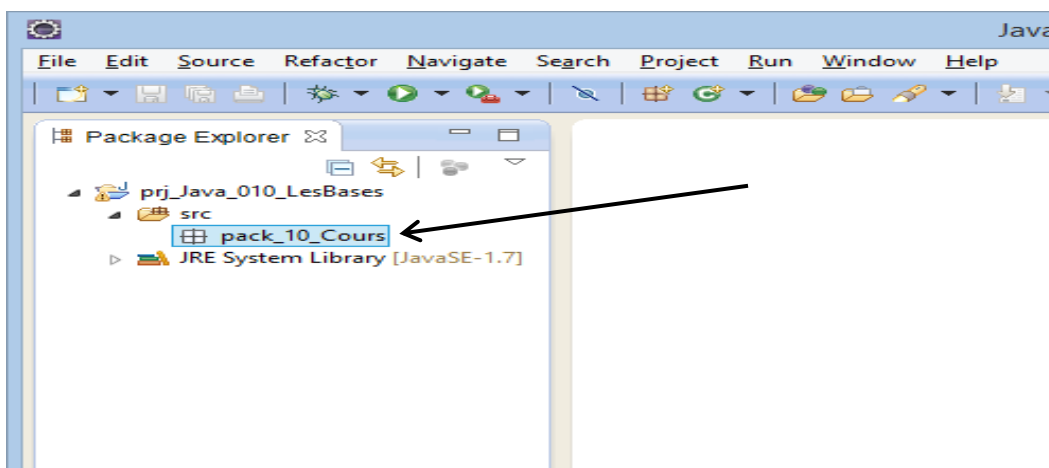 Java
File Edit Source Refactor Navigate Search Project Run Window Help
Package Explorer
prj_Java_010_LesBases
src
pack_10_Cours
JRE System Library [JavaSE-1.7]